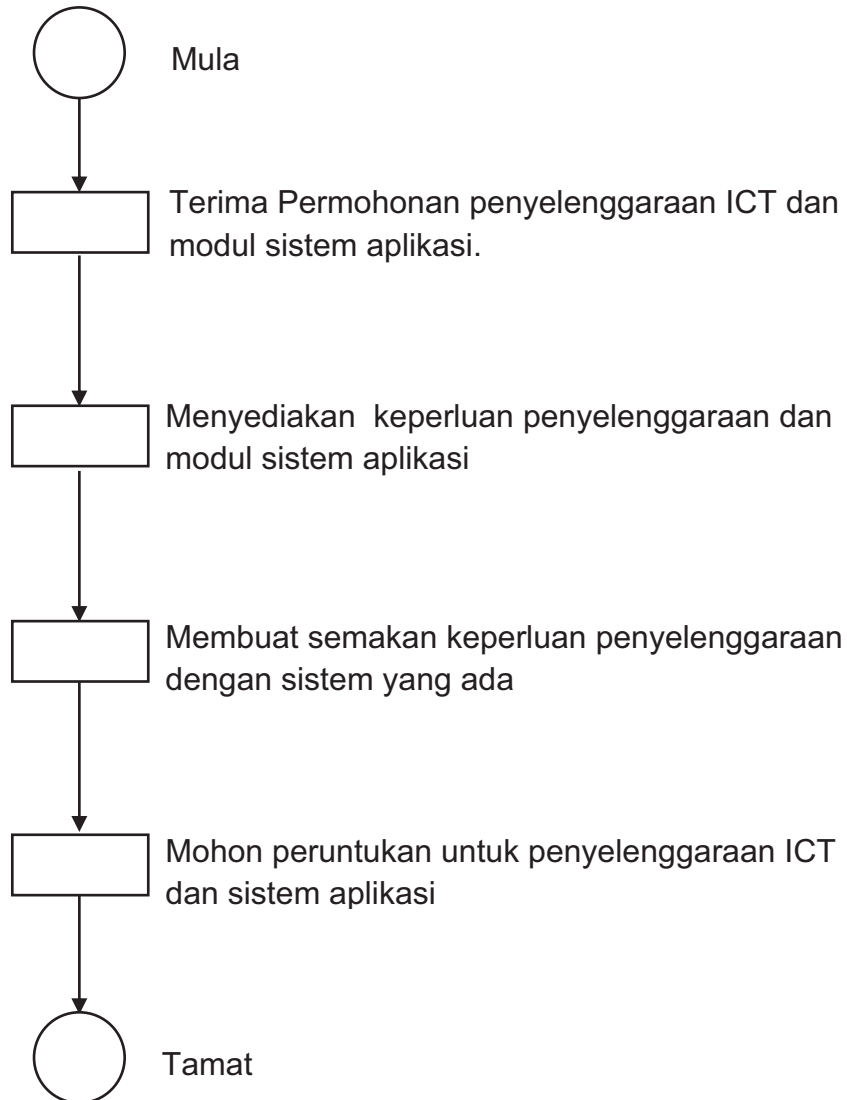 Mula
Terima Permohonan penyelenggaraan ICT dan
modul sistem aplikasi.
Menyediakan  keperluan penyelenggaraan dan
modul sistem aplikasi
Membuat semakan keperluan penyelenggaraan
dengan sistem yang ada
Mohon peruntukan untuk penyelenggaraan ICT
dan sistem aplikasi
Tamat